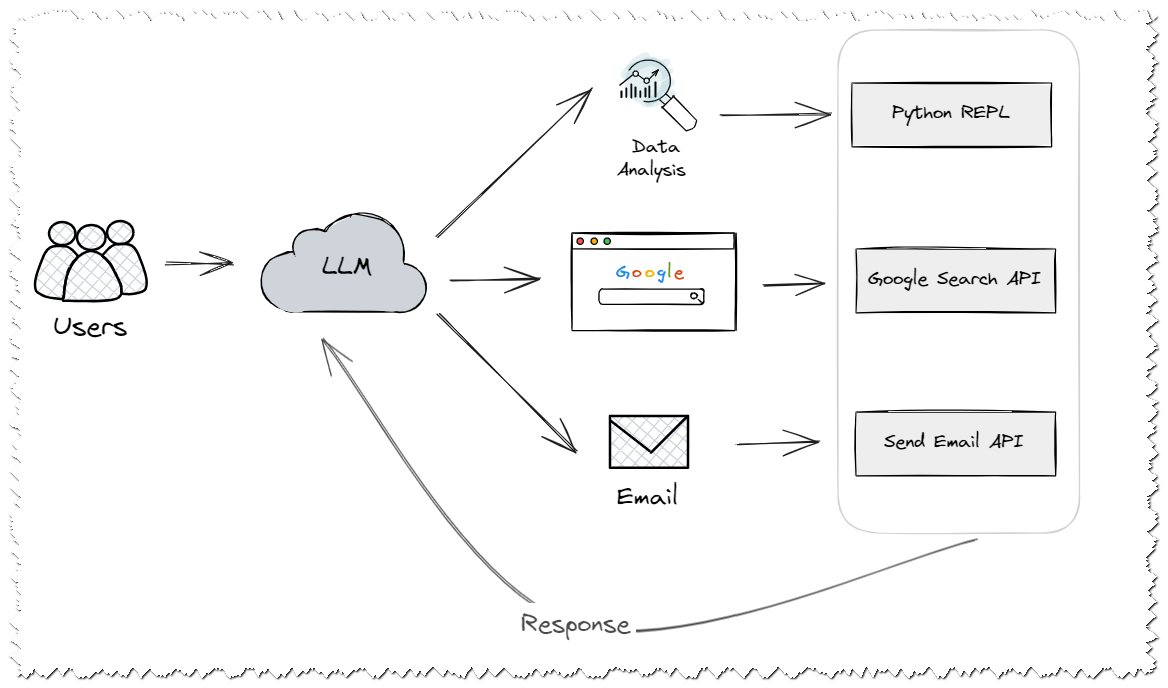 Users
LLM
Data
Analysis
Google
Email
Python REPL
Google Search API
Send Email API
Response